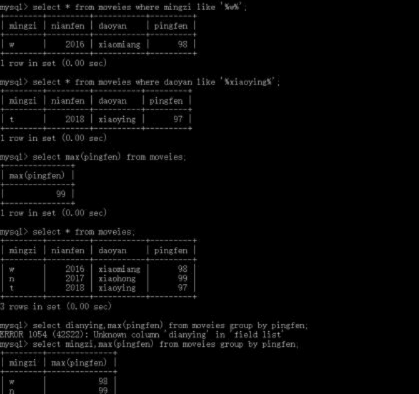 mysql> select * from moveies where mingzi like '%w%';
+--------+---------+-----------+---------+
| mingzi | nianfen | daoyan | pingfen |
+--------+---------+-----------+---------+
| w | 2016 | xiaomiang | 98 |
+--------+---------+-----------+---------+
1 row in set (0.00 sec)
mysql> select * from moveies where daoyan like '%xiaoying%';
+--------+---------+----------+---------+
| mingzi | nianfen | daoyan | pingfen |
+--------+---------+----------+---------+
| t | 2018 | xiaoying | 97 |
+--------+---------+----------+---------+
1 row in set (0.00 sec)
mysql> select max(pingfen) from moveies;
+--------------+
| max(pingfen) |
+--------------+
| 99 |
+--------------+
1 row in set (0.00 sec)
mysql> select * from moveies;
+--------+---------+-----------+---------+
| mingzi | nianfen | daoyan | pingfen |
+--------+---------+-----------+---------+
| w | 2016 | xiaomiang | 98 |
| n | 2017 | xiaohong | 99 |
| t | 2018 | xiaoying | 97 |
+--------+---------+-----------+---------+
3 rows in set (0.00 sec)
mysql> select dianying,max(pingfen) from moveies group by pingfen;
ERROR 1054 (42S22): Unknown column 'dianying' in 'field list'
mysql> select mingzi,max(pingfen) from moveies group by pingfen;
+--------+--------------+
| mingzi | max(pingfen) |
+--------+--------------+
| w | 98 |
| n | 99 |